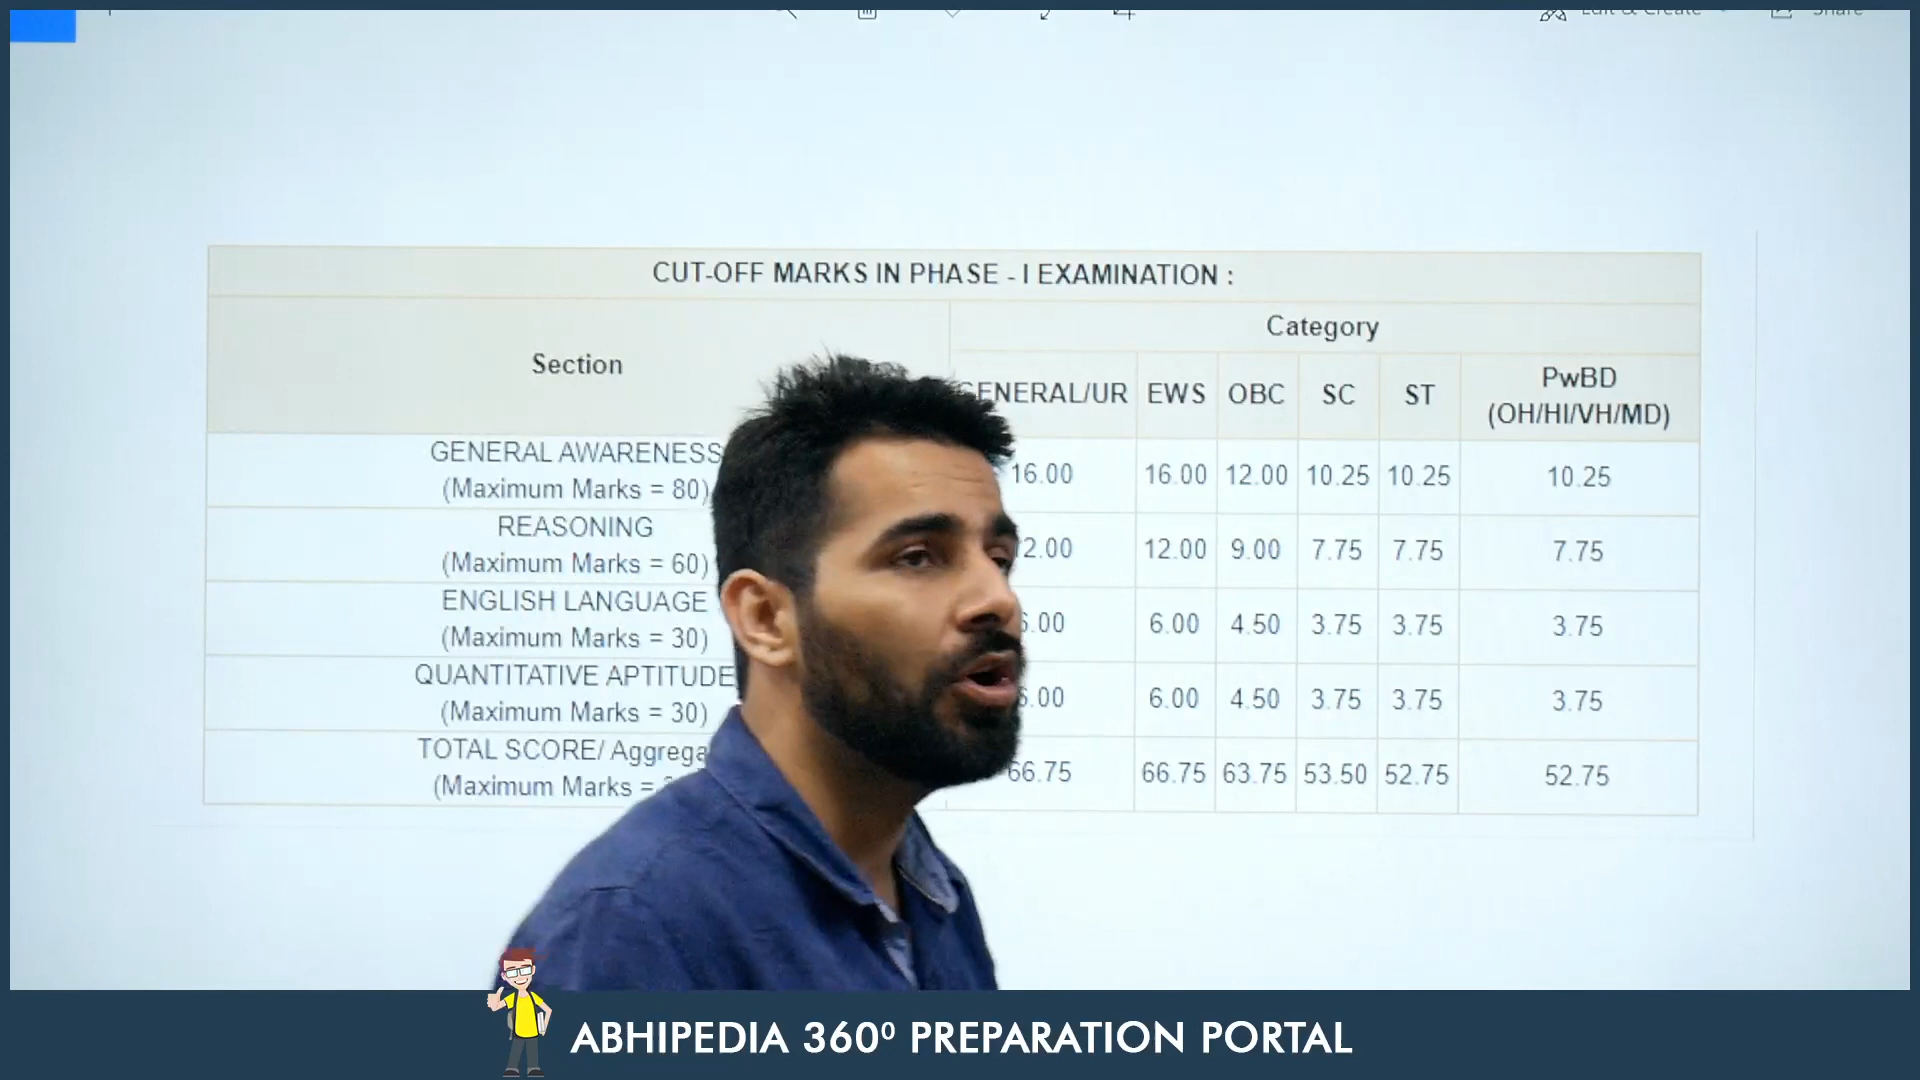 Edit & Create Share
CUT-OFF MARKS IN PHASE - I EXAMINATION :
Section
Category
GENERAL/UR EWS OBC SC ST PwBD
(OH/HI/VH/MD)
GENERAL AWARENESS
(Maximum Marks = 80)
16.00 16.00 12.00 10.25 10.25 10.25
REASONING
(Maximum Marks = 60)
12.00 9.00 7.75 7.75 7.75
ENGLISH LANGUAGE
(Maximum Marks = 30)
6.00 4.50 3.75 3.75 3.75
QUANTITATIVE APTITUDE
(Maximum Marks = 30)
6.00 4.50 3.75 3.75 3.75
TOTAL SCORE/
(Maximum Marks =
66.75 66.75 63.75 53.50 52.75 52.75
ABHIPEDIA 360⁰ PREPARATION PORTAL